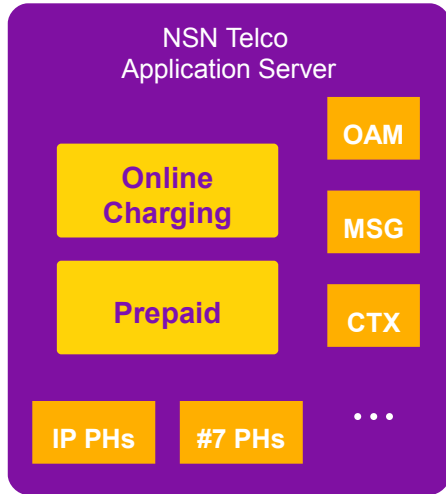 NSN Telco
Application Server
OAM
Online
Charging
MSG
Prepaid
CTX
IP PHs
#7 PHs
...